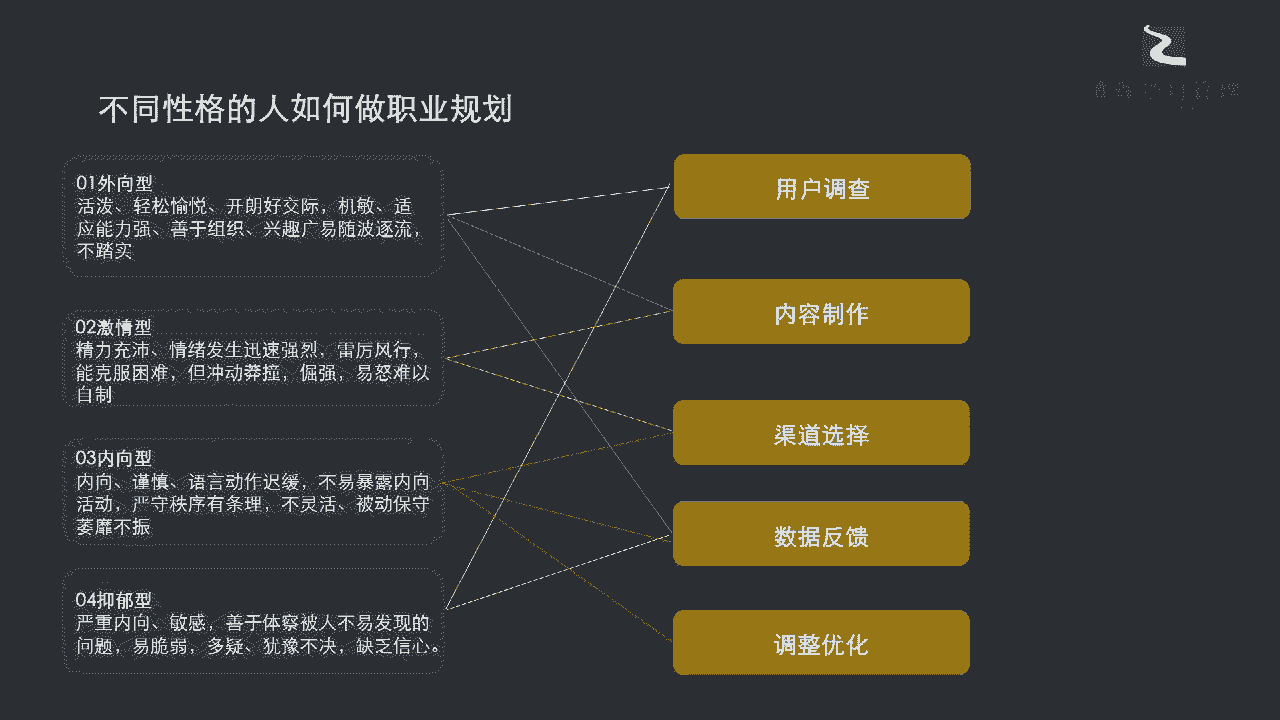 不同性格的人如何做职业规划
01外向型
活泼、轻松愉悦、开朗好交际，机敏、适
应能力强、善于组织、兴趣广易随波逐流，
不踏实
02激情型
精力充沛、情绪发生迅速强烈，雷厉风行，
能克服困难，但冲动莽撞，倔强，易怒难以
自制
03内向型
内向、谨慎、语言动作迟缓，不易暴露内向
活动，严守秩序有条理，不灵活、被动保守
萎靡不振
04抑郁型
严重内向、敏感，善于体察被人不易发现的
问题，易脆弱，多疑、犹豫不决，缺乏信心。
用户调查
内容制作
渠道选择
数据反馈
调整优化